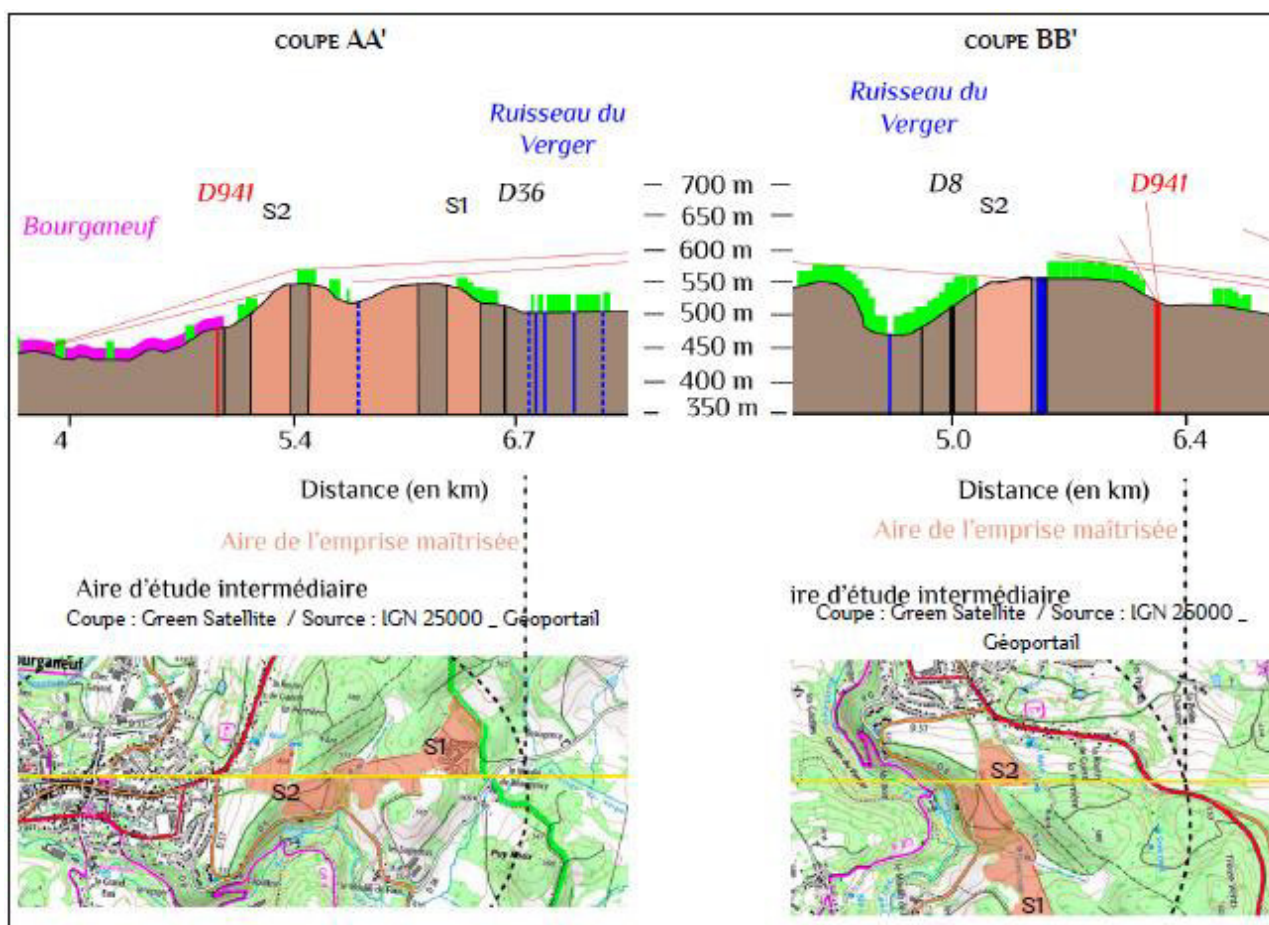 COUPE AA'
Ruisseau du
Verger
D941
S2
S1
D36
Bourganeuf
4
5.4
6.7
Distance (en km)
Aire de l'emprise maîtrisée
Aire d'étude intermédiaire
Coupe : Green Satellite / Source : IGN 25000 _ Géoportail
700 m
650 m
600 m
550 m
500 m
450 m
400 m
350 m
COUPE BB'
Ruisseau du
Verger
D8
S2
D941
5.0
6.4
Distance (en km)
Aire de l'emprise maîtrisée
ire d'étude intermédiaire
Coupe : Green Satellite / Source : IGN 25000 _
Géoportail
urganeuf
S1
S2
Puy
S2
S1